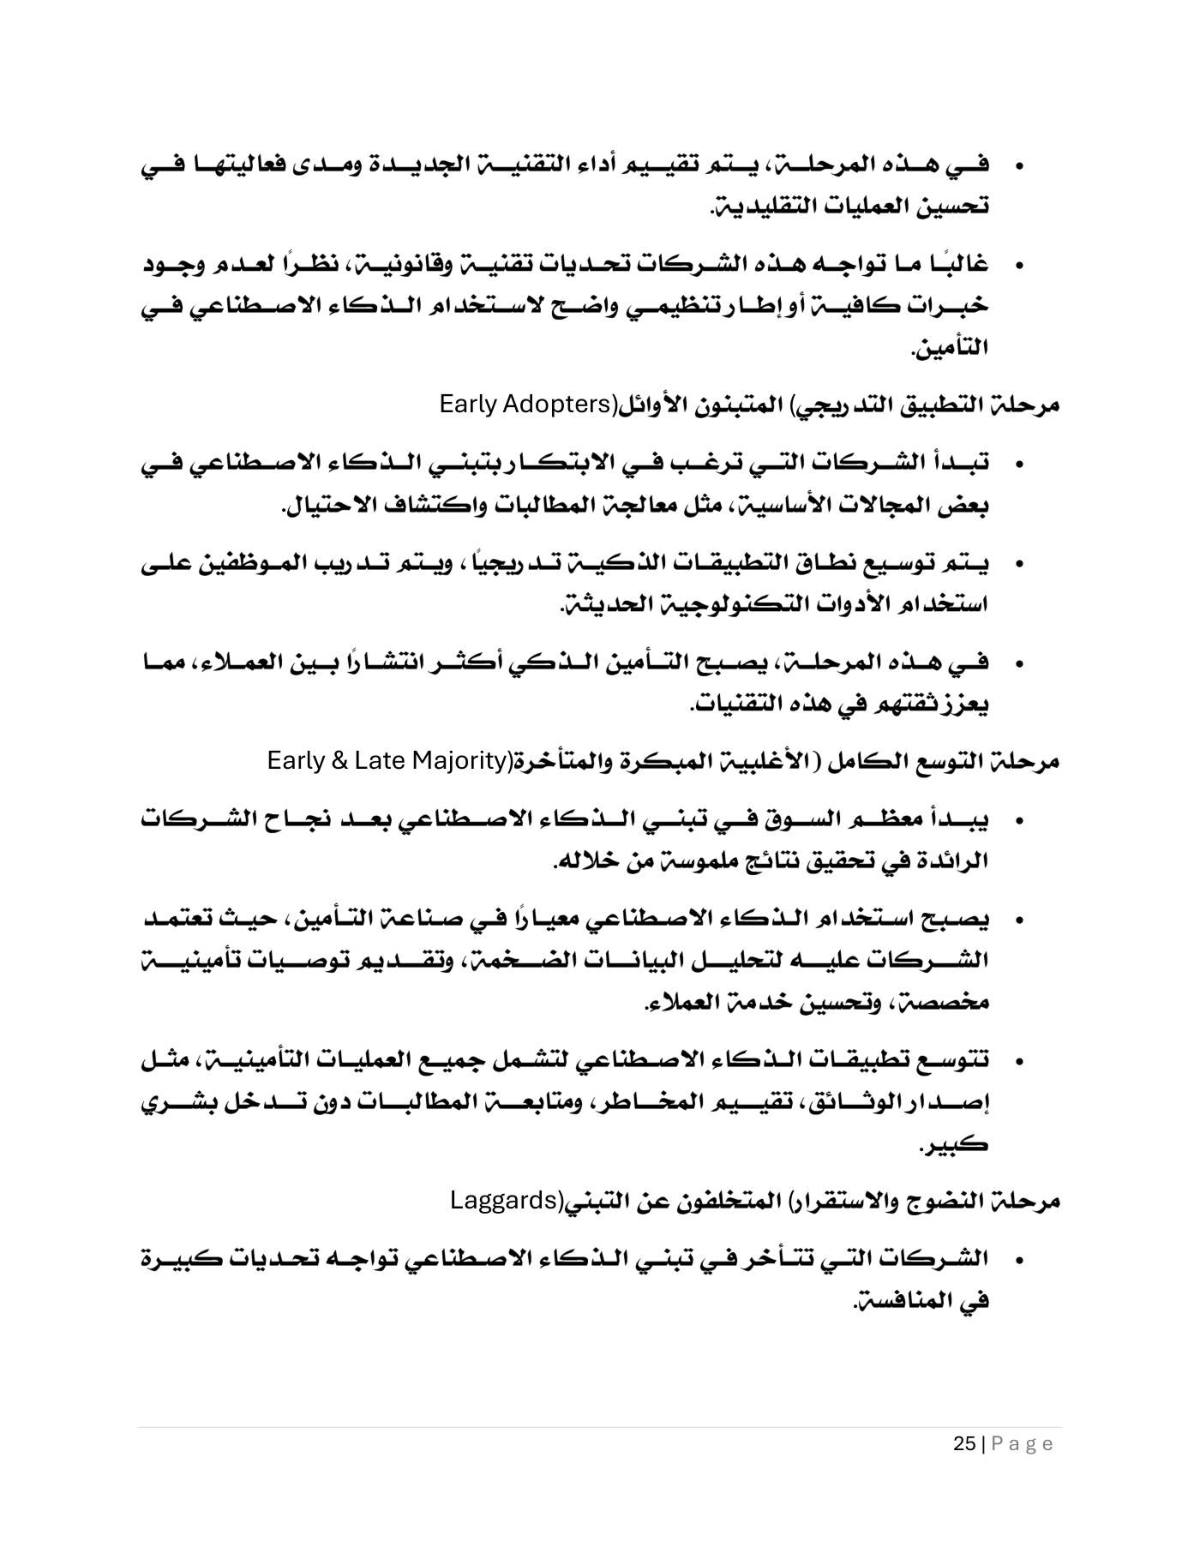 • في هذه المرحلة، يتم تقييم أداء التقنية الجديدة ومدى فعاليتها في
تحسين العمليات التقليدية.
• غالبًا ما تواجه هذه الشركات تحديات تقنية وقانونية، نظرًا لعدم وجود
خبرات كافية أو إطار تنظيمي واضح لاستخدام الذكاء الاصطناعي في
التأمين.
مرحلة التطبيق التدريجي) المتبنون الأوائل(Early Adopters
• تبدأ الشركات التي ترغب في الابتكار بتبني الذكاء الاصطناعي في
بعض المجالات الأساسية، مثل معالجة المطالبات واكتشاف الاحتيال.
• يتم توسيع نطاق التطبيقات الذكية تدريجيًا، ويتم تدريب الموظفين على
استخدام الأدوات التكنولوجية الحديثة.
• في هذه المرحلة، يصبح التأمين الذكي أكثر انتشارًا بين العملاء، مما
يعزز ثقتهم في هذه التقنيات.
مرحلة التوسع الكامل (الأغلبية المبكرة والمتأخرة(Early & Late Majority
• يبدأ معظم السوق في تبني الذكاء الاصطناعي بعد نجاح الشركات
الرائدة في تحقيق نتائج ملموسة من خلاله.
• يصبح استخدام الذكاء الاصطناعي معيارًا في صناعة التأمين، حيث تعتمد
الشركات عليه لتحليل البيانات الضخمة، وتقديم توصيات تأمينية
مخصصة، وتحسين خدمة العملاء.
• تتوسع تطبيقات الذكاء الاصطناعي لتشمل جميع العمليات التأمينية، مثل
إصدار الوثائق، تقييم المخاطر، ومتابعة المطالبات دون تدخل بشري
كبير.
مرحلة النضوج والاستقرار) المتخلفون عن التبني(Laggards
• الشركات التي تتأخر في تبني الذكاء الاصطناعي تواجه تحديات كبيرة
في المنافسة.
25 | Page